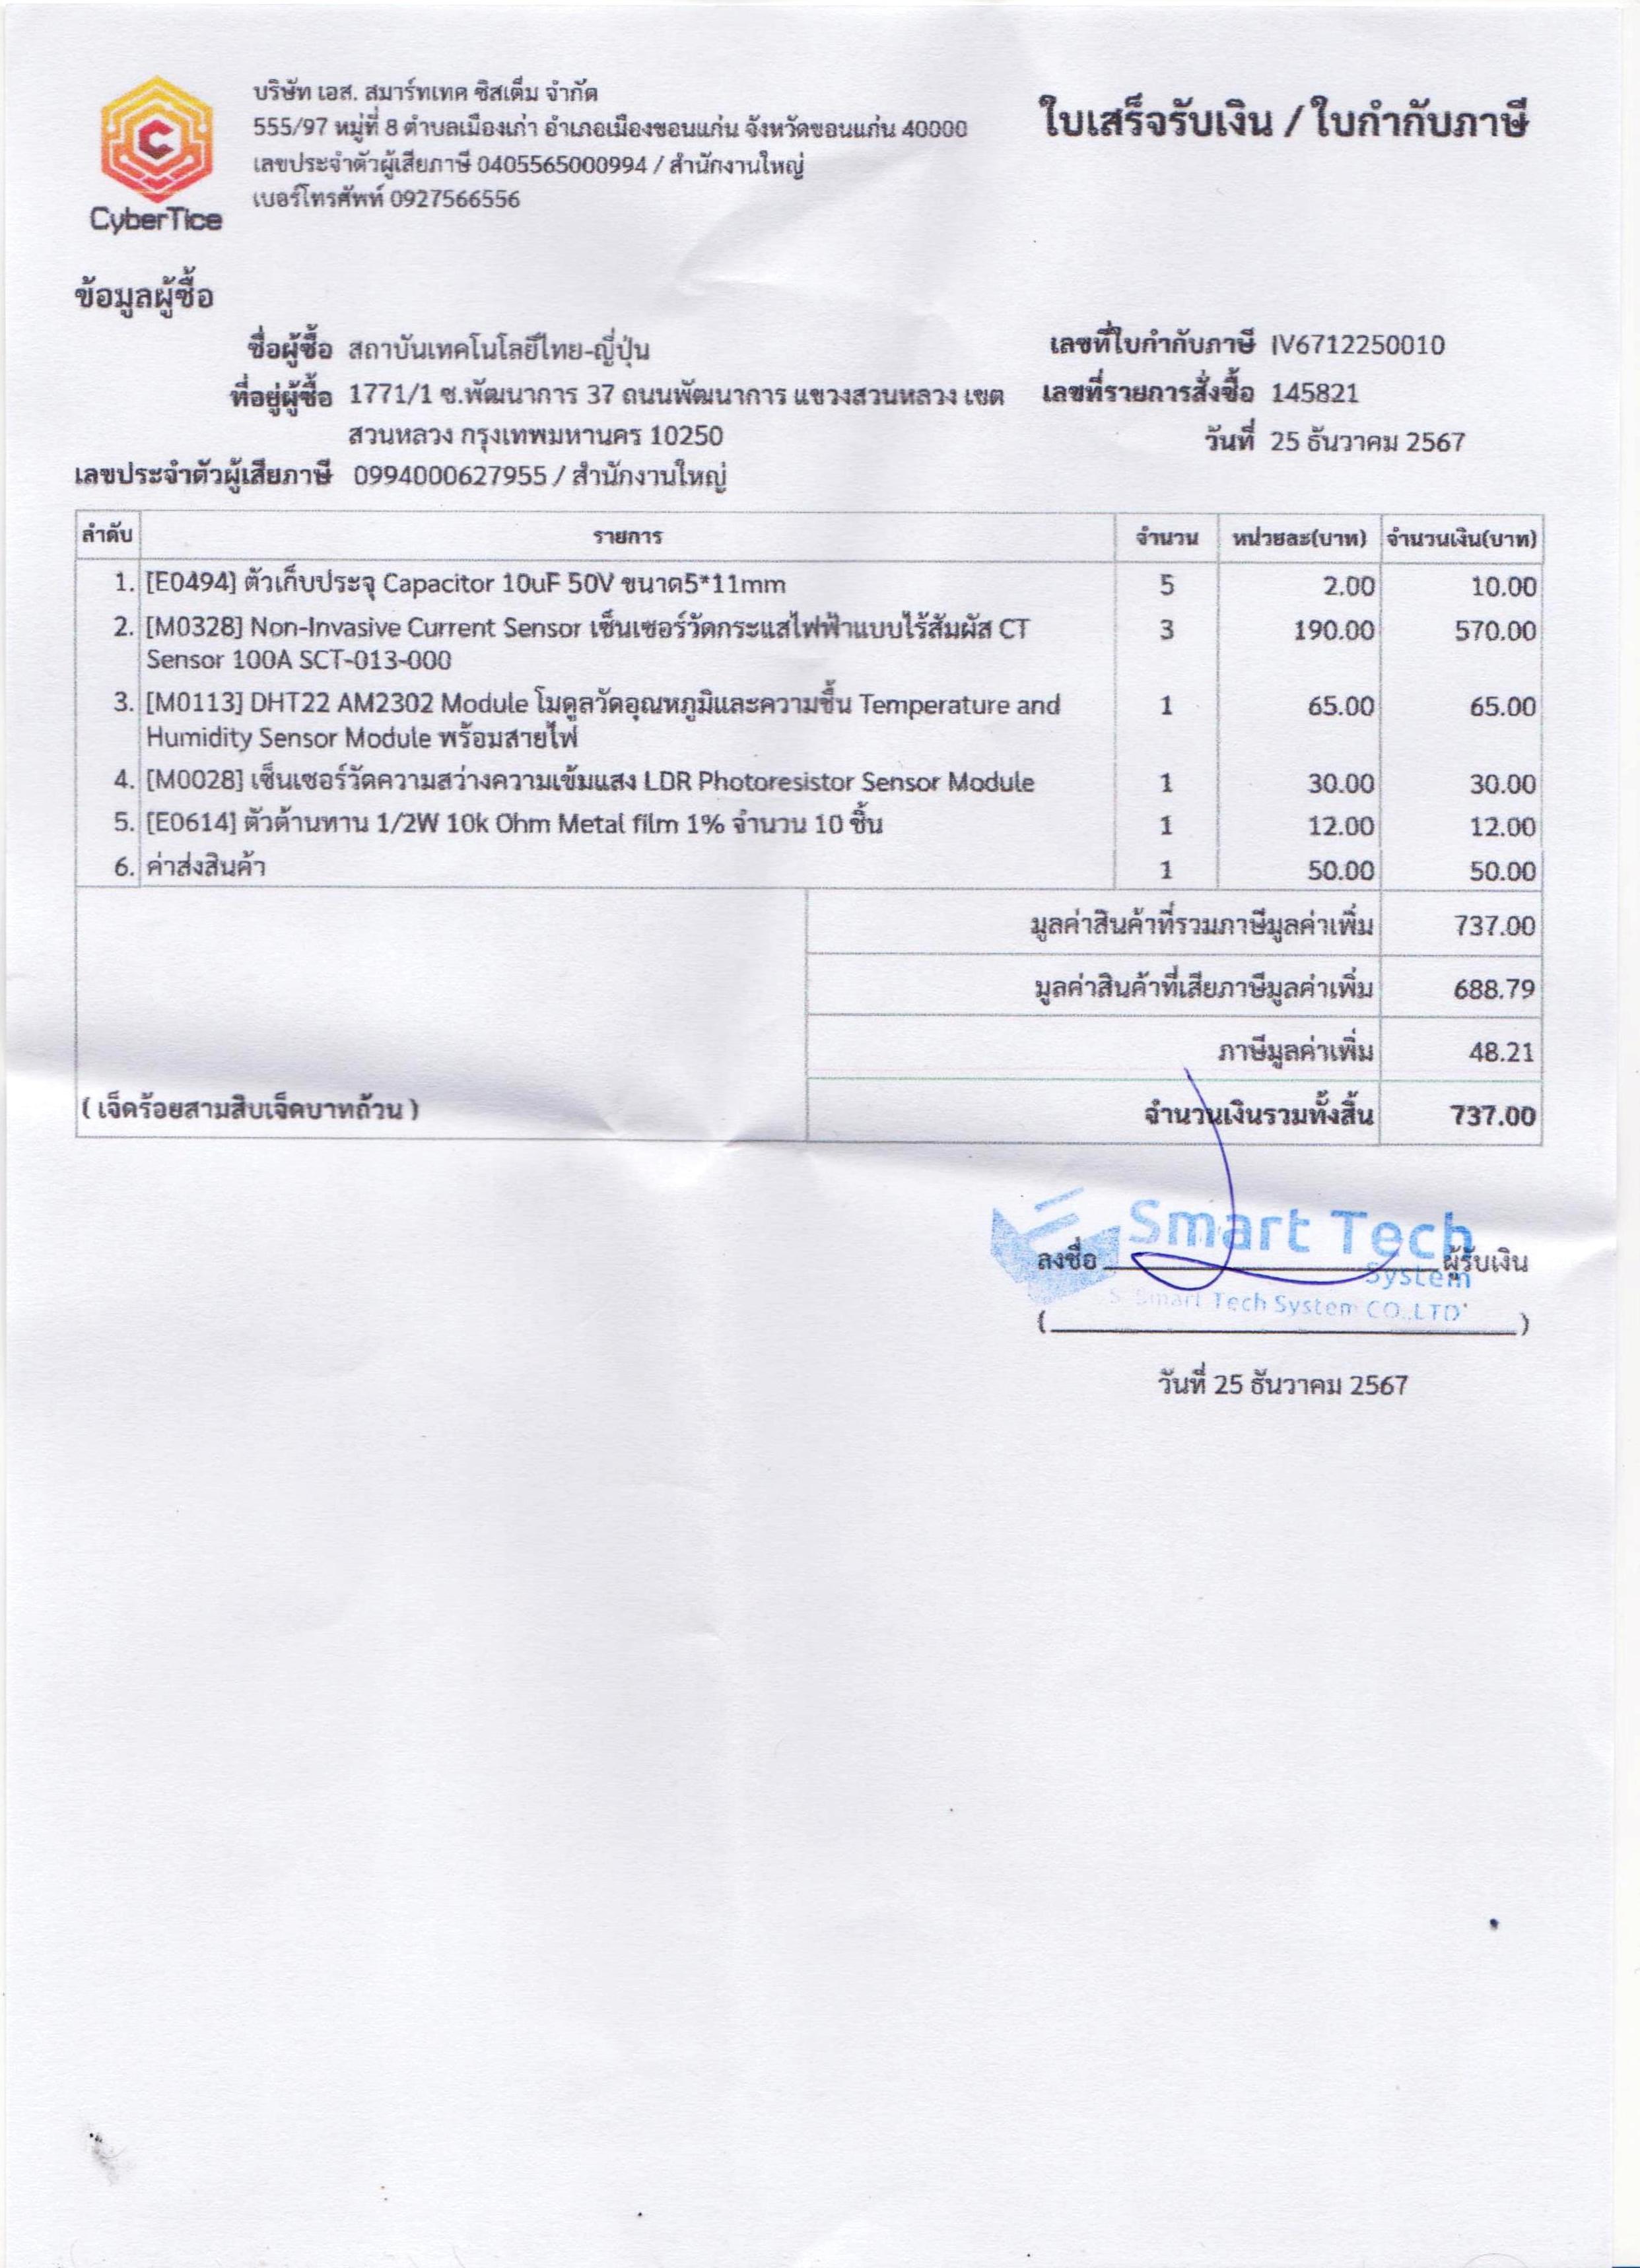 CyberTice
บริษัท เอส. สมาร์ทเทค ซิสเต็ม จำกัด
555/97 หมู่ที่ 8 ตำบลเมืองเก่า อำเภอเมืองขอนแก่น จังหวัดขอนแก่น 40000
เลขประจำตัวผู้เสียภาษี 0405565000994 / สำนักงานใหญ่
เบอร์โทรศัพท์ 0927566556
ใบเสร็จรับเงิน / ใบกำกับภาษี
ข้อมูลผู้ซื้อ
ชื่อผู้ซื้อ สถาบันเทคโนโลยีไทย-ญี่ปุ่น
ที่อยู่ผู้ซื้อ 1771/1 ซ.พัฒนาการ 37 ถนนพัฒนาการ แขวงสวนหลวง เขต
สวนหลวง กรุงเทพมหานคร 10250
เลขประจำตัวผู้เสียภาษี 0994000627955 / สำนักงานใหญ่
เลขที่ใบกำกับภาษี IV6712250010
เลขที่รายการสั่งซื้อ 145821
วันที่ 25 ธันวาคม 2567
ลำดับ รายการ จำนวน หน่วยละ(บาท) จำนวนเงิน(บาท)
1. [E0494] ตัวเก็บประจุ Capacitor 10uF 50V ขนาด5*11mm 5 2.00 10.00
2. [M0328] Non-Invasive Current Sensor เซ็นเซอร์วัดกระแสไฟฟ้าแบบไร้สัมผัส CT 3 190.00 570.00
Sensor 100A SCT-013-000
3. [M0113] DHT22 AM2302 Module โมดูลวัดอุณหภูมิและความชื้น Temperature and 1 65.00 65.00
Humidity Sensor Module พร้อมสายไฟ
4. [M0028] เซ็นเซอร์วัดความสว่างความเข้มแสง LDR Photoresistor Sensor Module 1 30.00 30.00
5. [E0614] ตัวต้านทาน 1/2W 10k Ohm Metal film 1% จำนวน 10 ชิ้น 1 12.00 12.00
6. ค่าส่งสินค้า 1 50.00 50.00
มูลค่าสินค้าที่รวมภาษีมูลค่าเพิ่ม 737.00
มูลค่าสินค้าที่เสียภาษีมูลค่าเพิ่ม 688.79
ภาษีมูลค่าเพิ่ม 48.21
( เจ็ดร้อยสามสิบเจ็ดบาทถ้วน ) จำนวนเงินรวมทั้งสิ้น 737.00
Smart Tech
ลงชื่อ ผู้รับเงิน
System
S. Smart Tech System CO.,LTD
( )
วันที่ 25 ธันวาคม 2567